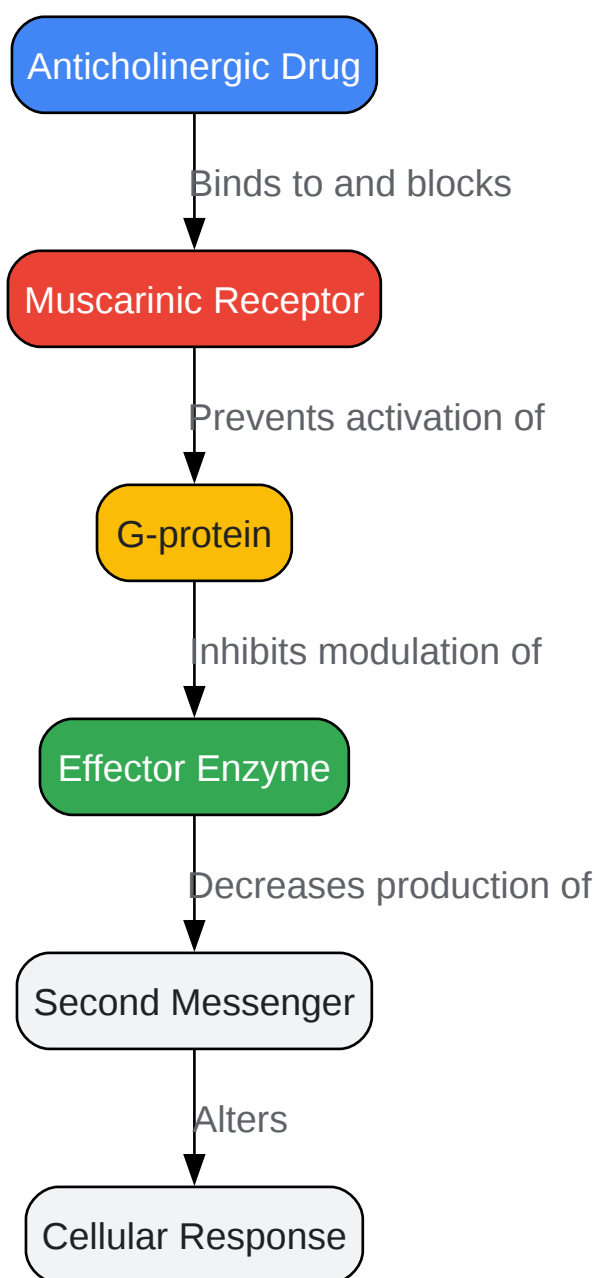 Anticholinergic Drug
Binds to and blocks
Muscarinic Receptor
Prevents activation of
G-protein
Inhibits modulation of
Effector Enzyme
Decreases production of
Second Messenger
Alters
Cellular Response